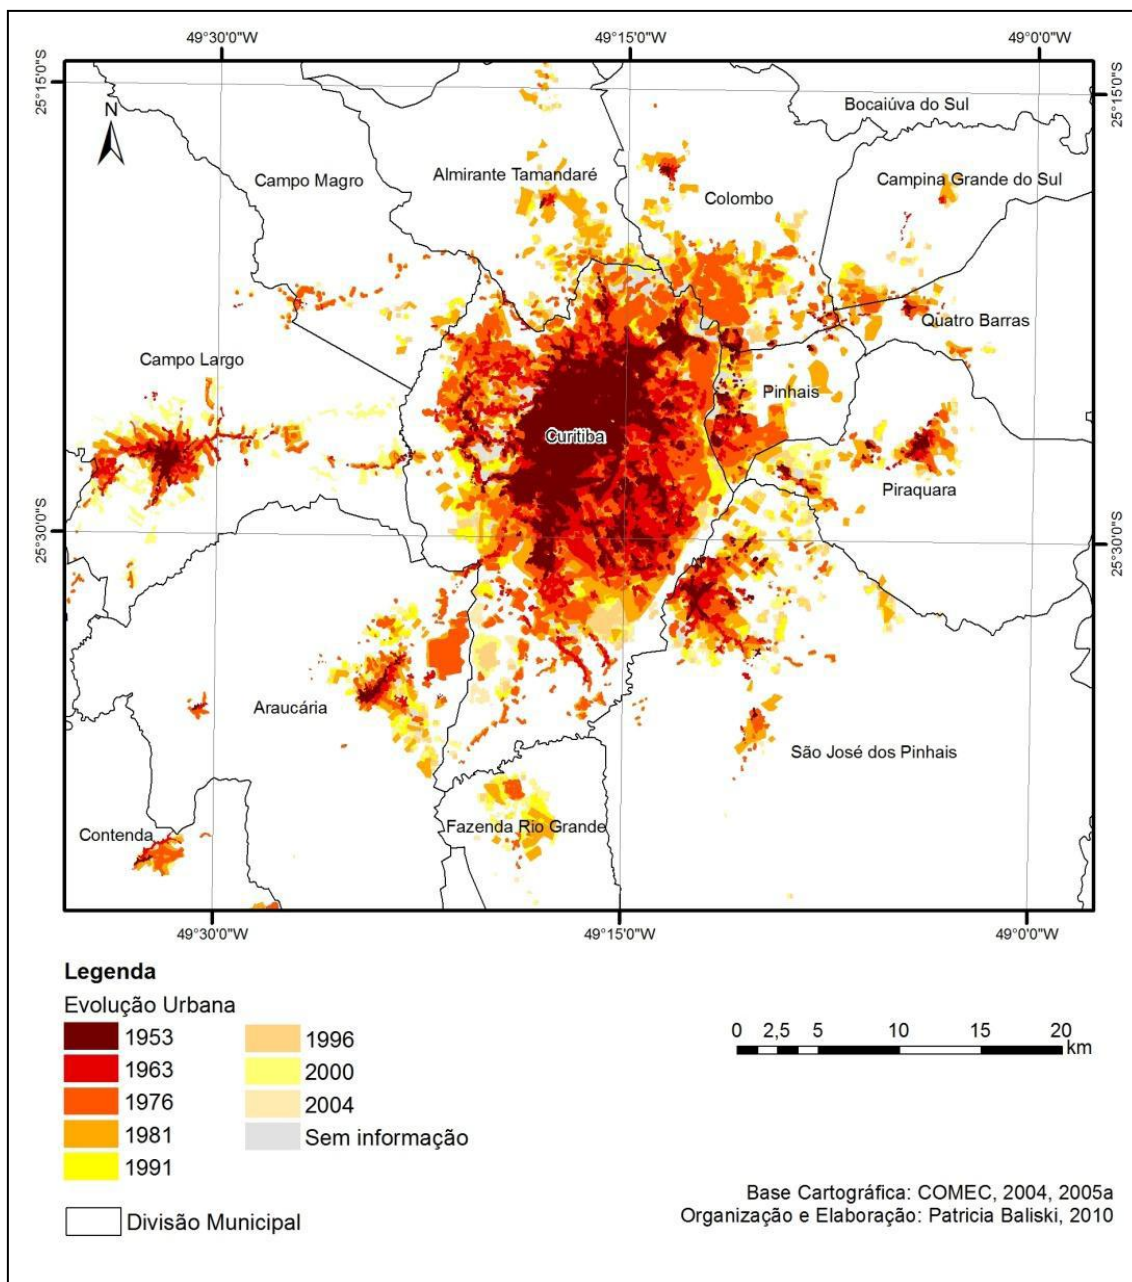 49°30'0"W 49°15'0"W 49°0'0"W
25°15'0"S
25°15'0"S
N
Bocaiúva do Sul
Campo Magro
Almirante Tamandaré
Campina Grande do Sul
Colombo
Quatro Barras
Campo Largo
Pinhais
Curitiba
Piraquara
25°30'0"S
25°30'0"S
Araucária
São José dos Pinhais
Contenda
Fazenda Rio Grande
49°30'0"W 49°15'0"W 49°0'0"W
Legenda
Evolução Urbana
1953
1963
1976
1981
1991
1996
2000
2004
Sem informação
Divisão Municipal
0 2,5 5 10 15 20
km
Base Cartográfica: COMEC, 2004, 2005a
Organização e Elaboração: Patricia Baliski, 2010